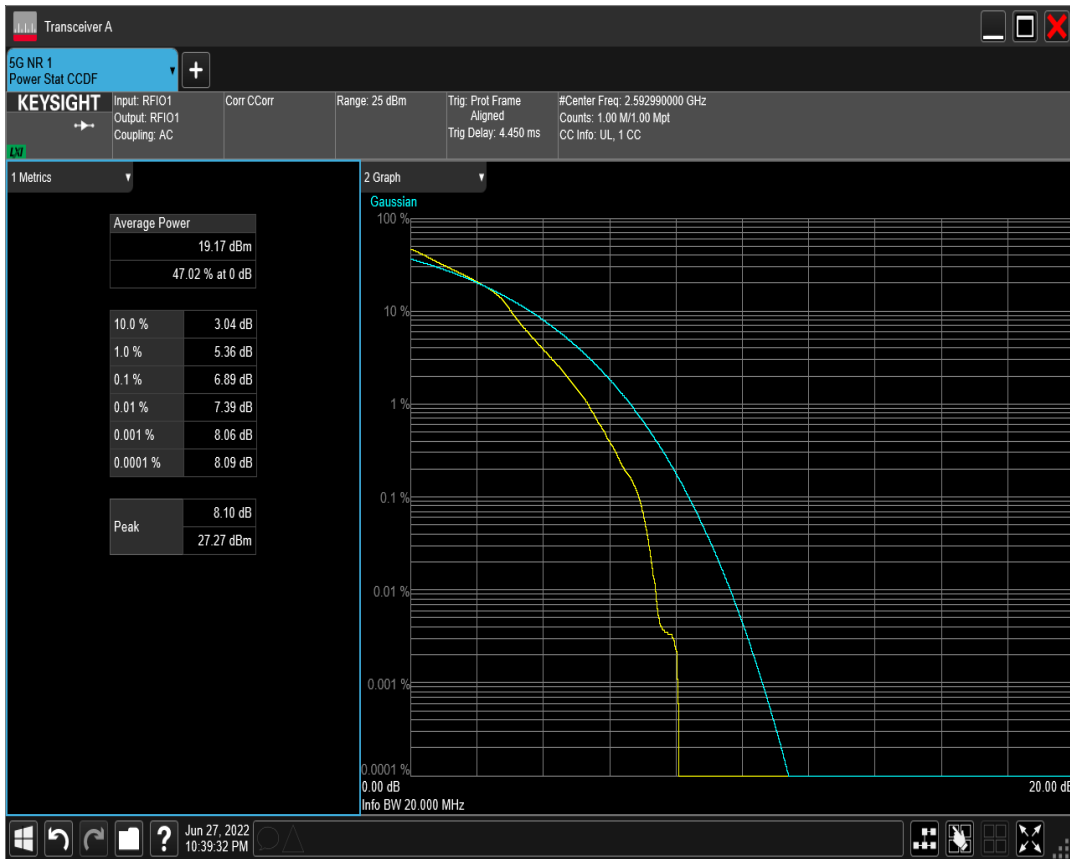 Transceiver A
5G NR 1
Power Stat CCDF
+
KEYSIGHT
LXI
Input: RFIO1
Output: RFIO1
Coupling: AC
Corr CCorr
Range: 25 dBm
Trig: Prot Frame
Aligned
Trig Delay: 4.450 ms
#Center Freq: 2.592990000 GHz
Counts: 1.00 M/1.00 Mpt
CC Info: UL, 1 CC
1 Metrics
Average Power
19.17 dBm
47.02 % at 0 dB
10.0 % 3.04 dB
1.0 % 5.36 dB
0.1 % 6.89 dB
0.01 % 7.39 dB
0.001 % 8.06 dB
0.0001 % 8.09 dB
Peak
8.10 dB
27.27 dBm
2 Graph
Gaussian
100 %
10 %
1 %
0.1 %
0.01 %
0.001 %
0.0001 %
0.00 dB 20.00 dB
Info BW 20.000 MHz
?
Jun 27, 2022
10:39:32 PM